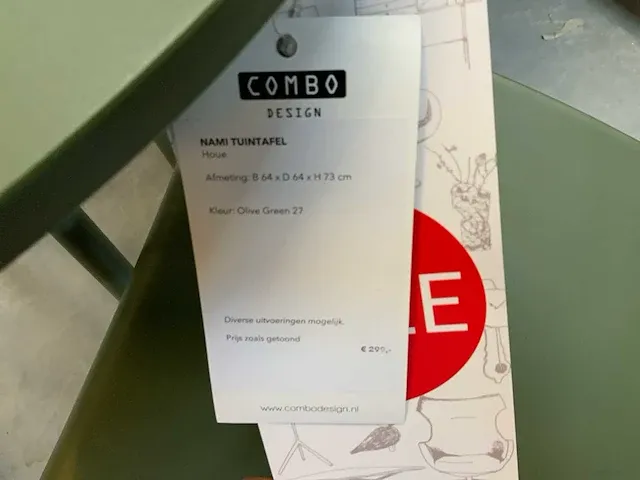 COMBO
DESIGN
NAMI TUINTAFEL
Houe
Afmeting: B 64 x D 64 x H 73 cm
Kleur: Olive Green 27
LE
Diverse uitvoeringen mogelijk.
Prijs zoals getoond
€ 299,-
www.combodesign.nl